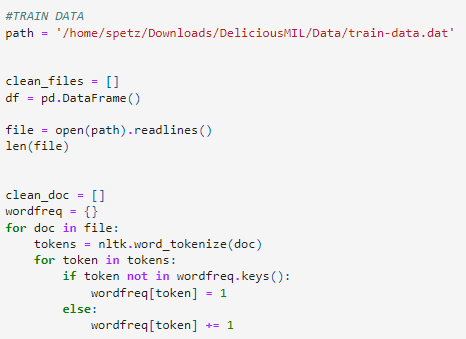 #TRAIN DATA
path = '/home/spetz/Downloads/DeliciousMIL/Data/train-data.dat'
clean_files = []
df = pd.DataFrame()
file = open(path).readlines()
len(file)
clean_doc = []
wordfreq = {}
for doc in file:
    tokens = nltk.word_tokenize(doc)
    for token in tokens:
        if token not in wordfreq.keys():
            wordfreq[token] = 1
        else:
            wordfreq[token] += 1